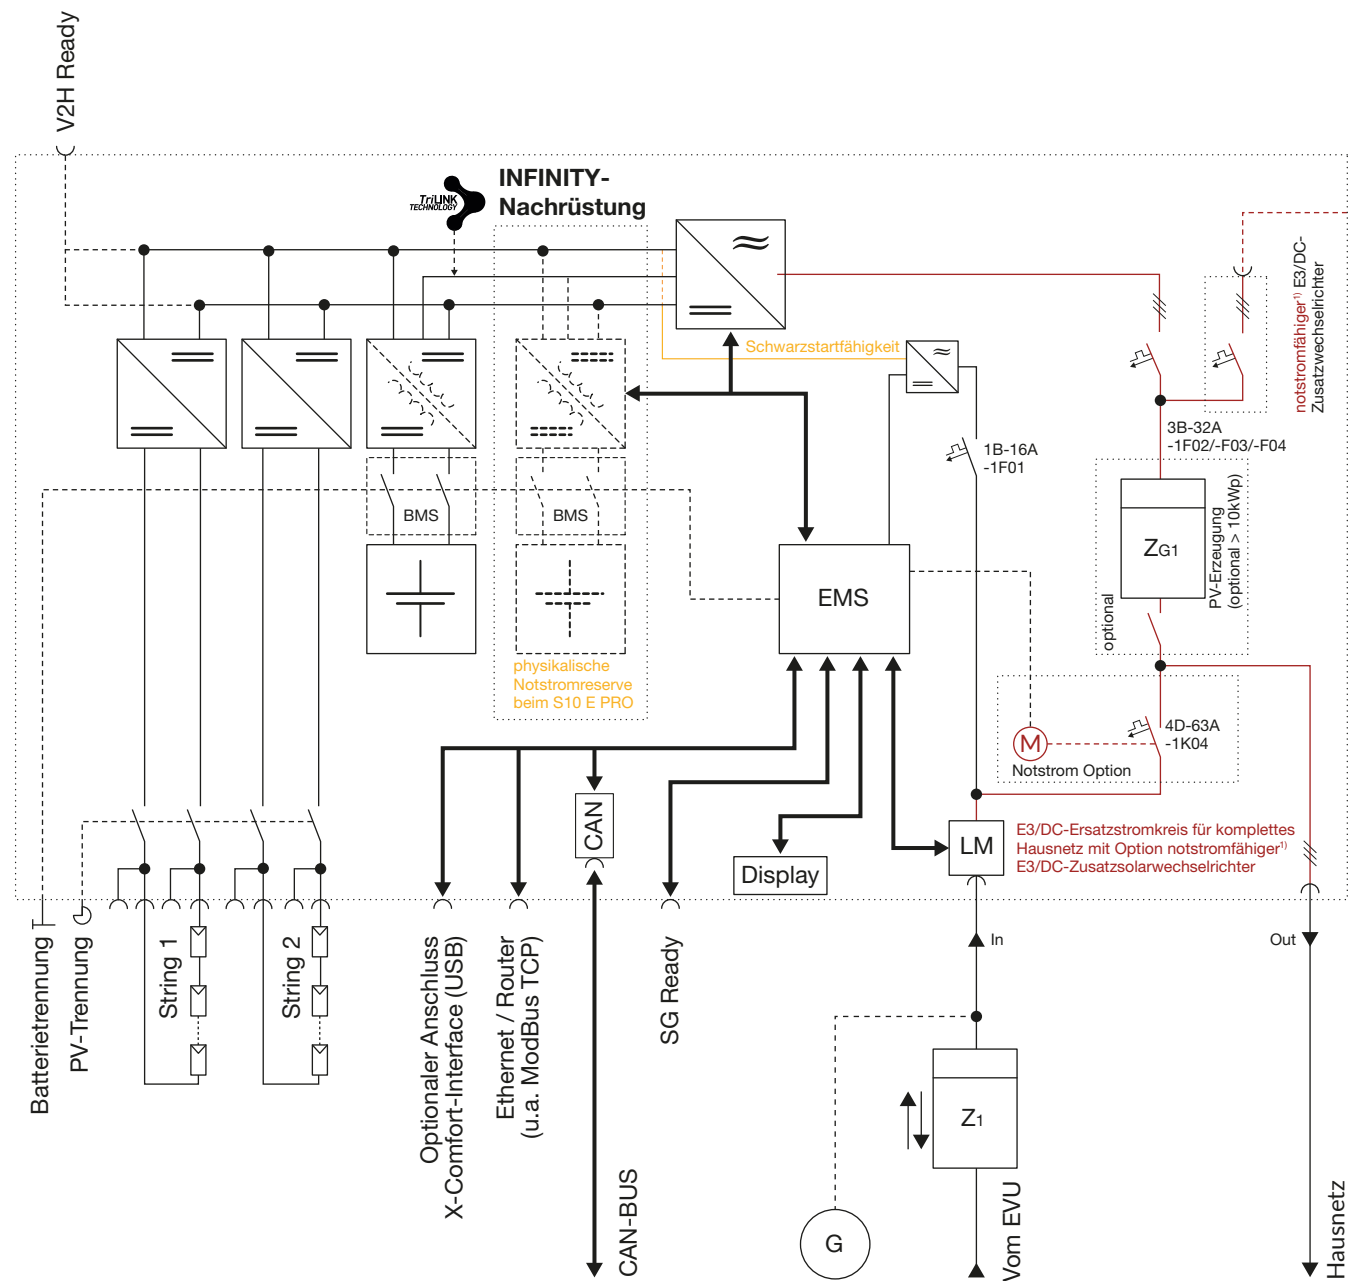 V2H Ready
TriLINK
TECHNOLOGY
INFINITY-
Nachrüstung
Schwarzstartfähigkeit
notstromfähiger¹⁾ E3/DC-
Zusatzwechselrichter
3B-32A
-1F02/-F03/-F04
1B-16A
-1F01
BMS
BMS
ZG1
PV-Erzeugung
(optional > 10kWp)
optional
EMS
physikalische
Notstromreserve
beim S10 E PRO
4D-63A
-1K04
M
Notstrom Option
CAN
LM
E3/DC-Ersatzstromkreis für komplettes
Hausnetz mit Option notstromfähiger¹⁾
E3/DC-Zusatzsolarwechselrichter
Display
Batterietrennung
PV-Trennung
String 1
String 2
Optionaler Anschluss
X-Comfort-Interface (USB)
Ethernet / Router
(u.a. ModBus TCP)
CAN-BUS
SG Ready
In
Out
Z1
G
Vom EVU
Hausnetz